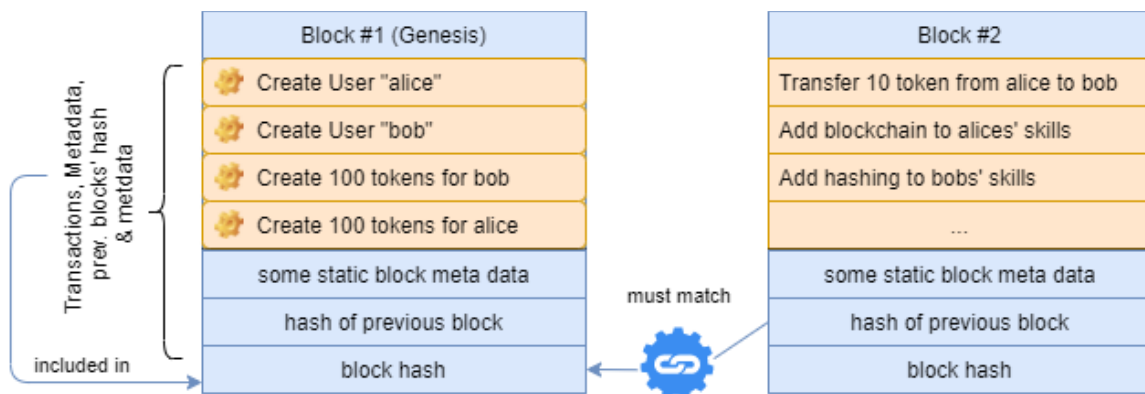 Transactions, Metadata,
prev. blocks' hash
& metdata
included in
Block #1 (Genesis)
Create User "alice"
Create User "bob"
Create 100 tokens for bob
Create 100 tokens for alice
some static block meta data
hash of previous block
block hash
must match
Block #2
Transfer 10 token from alice to bob
Add blockchain to alices' skills
Add hashing to bobs' skills
...
some static block meta data
hash of previous block
block hash